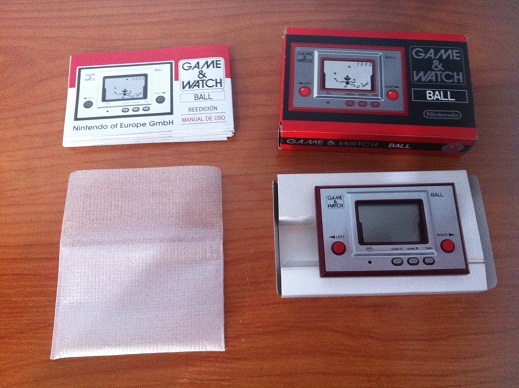 GAME
&
WATCH
BALL
REEDICIÓN
MANUAL DE USO
Nintendo of Europe GmbH
GAME
&
WATCH
BALL
Nintendo
GAME & WATCH BALL
GAME
&
WATCH
BALL
LEFT
RIGHT